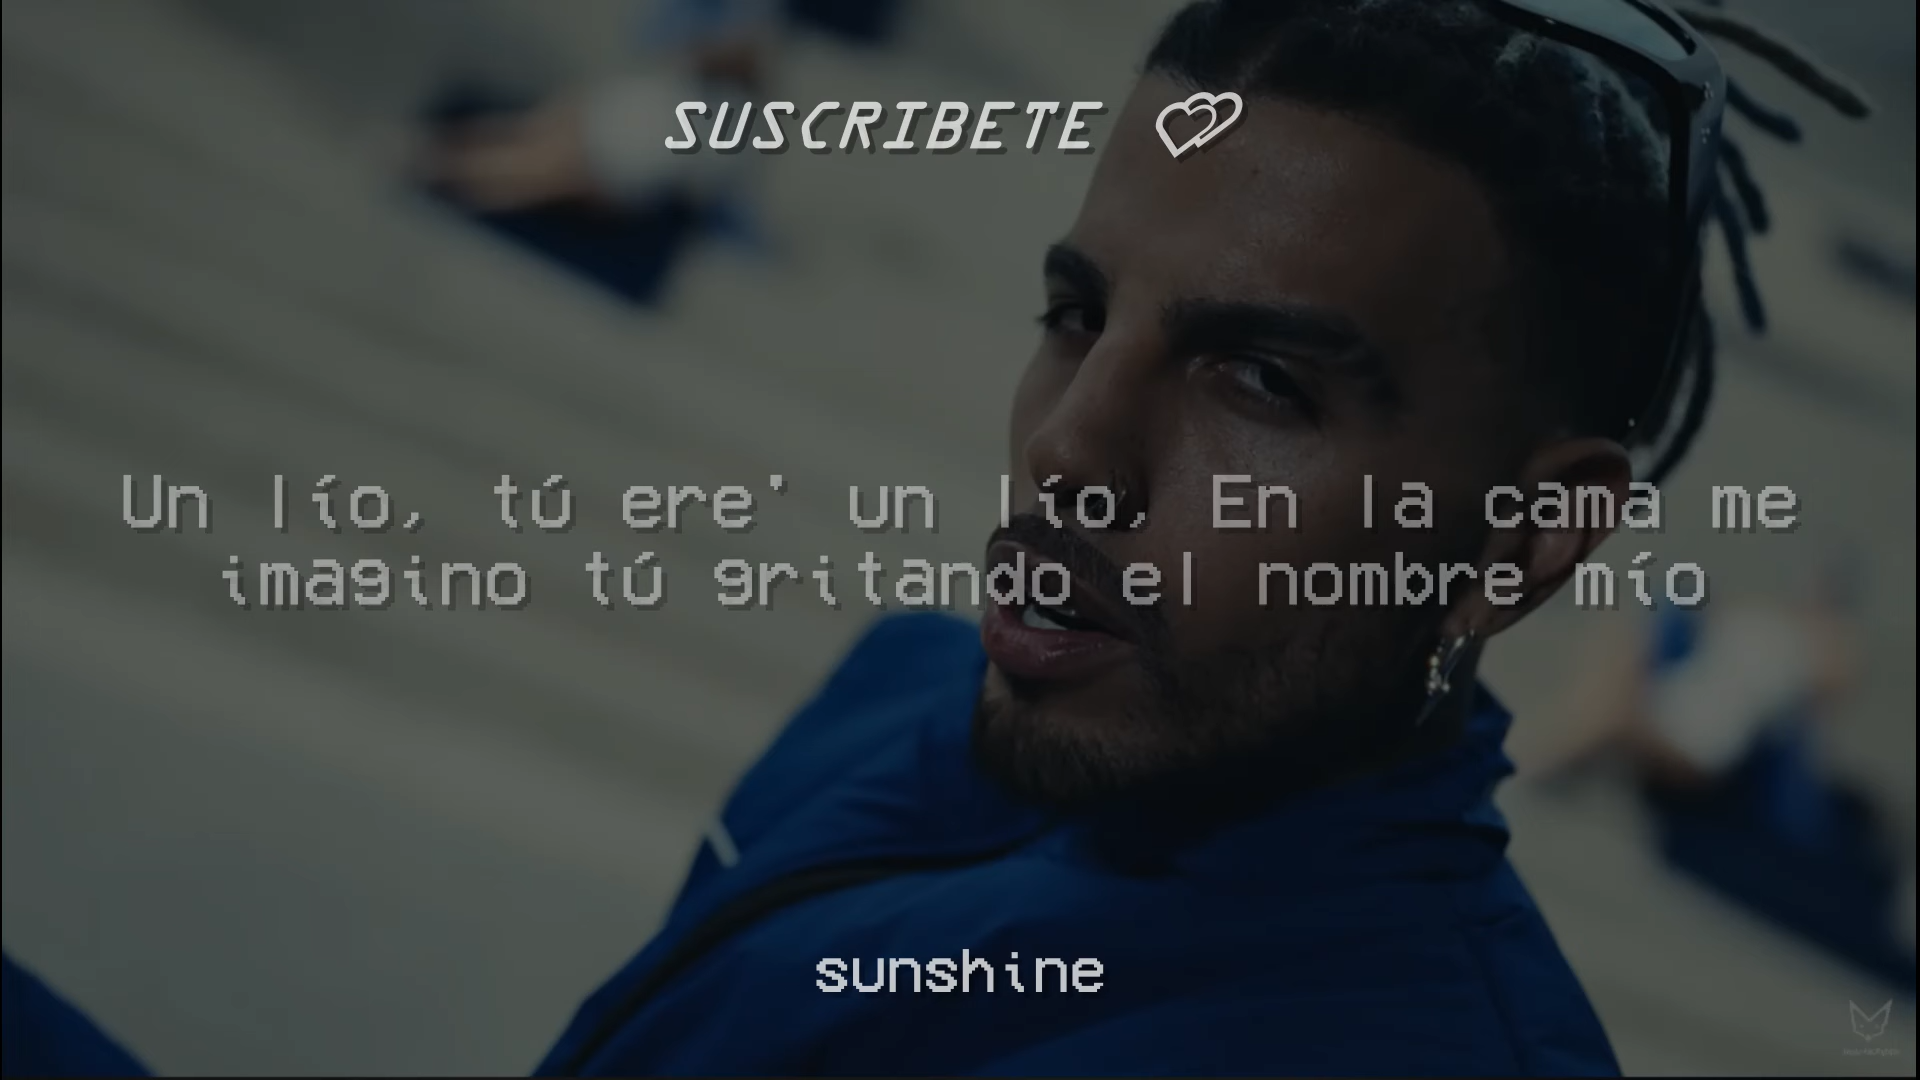 SUSCRIBETE 💕
Un lío, tú ere' un lío, En la cama me
imagino tú gritando el nombre mío
sunshine